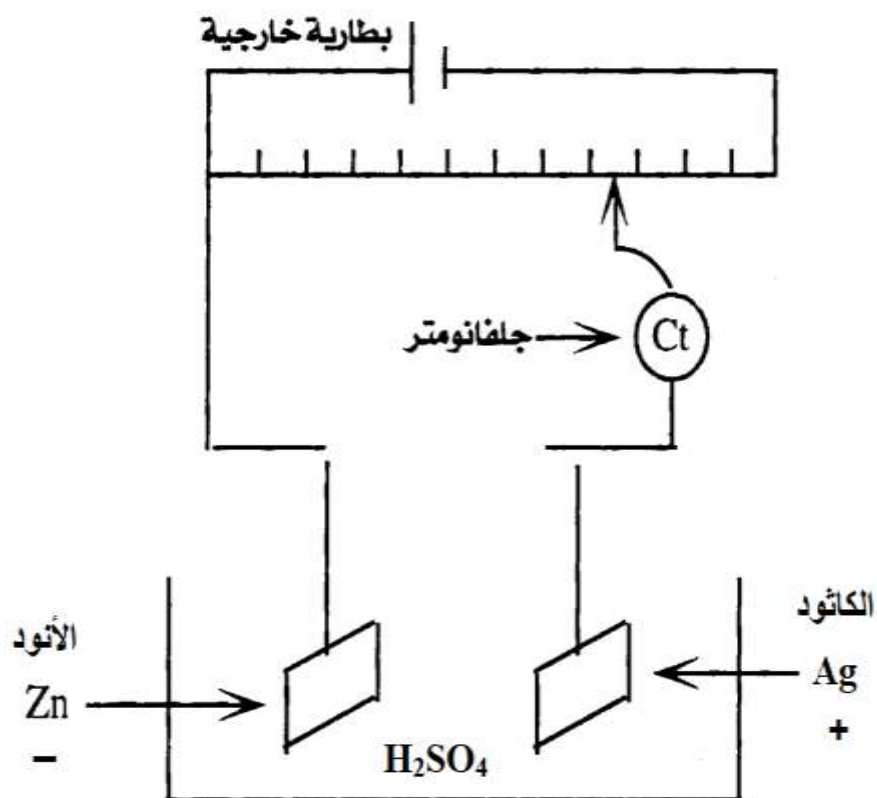 بطارية خارجية
جلفانومتر
Ct
الأنود
Zn
−
الكاثود
Ag
+
H₂SO₄